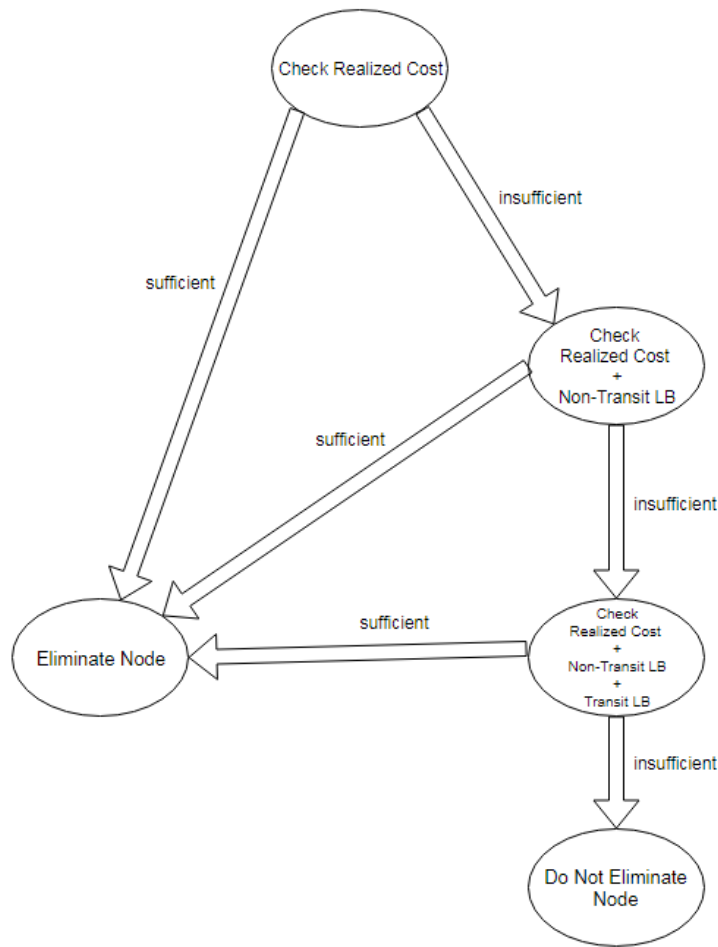 Check Realized Cost
insufficient
sufficient
Check
Realized Cost
+
Non-Transit LB
sufficient
insufficient
Check
Realized Cost
+
Non-Transit LB
+
Transit LB
sufficient
Eliminate Node
insufficient
Do Not Eliminate
Node